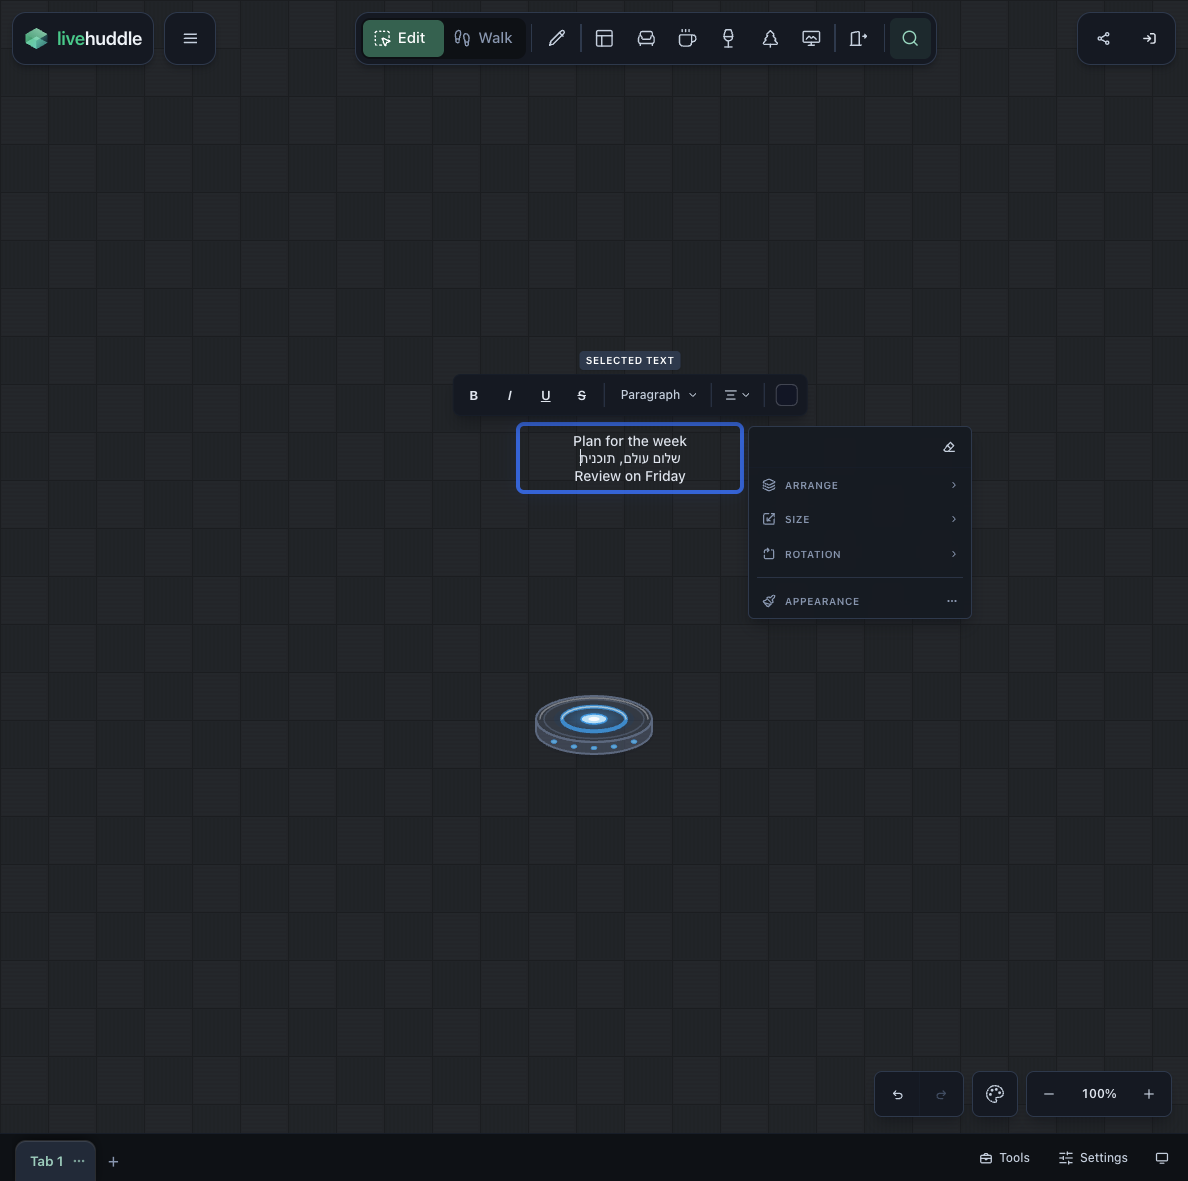 livehuddle
Edit
Walk
SELECTED TEXT
B I U S Paragraph
Plan for the week
שלום עולם, תוכנית
Review on Friday
ARRANGE
SIZE
ROTATION
APPEARANCE
100%
Tab 1
Tools
Settings